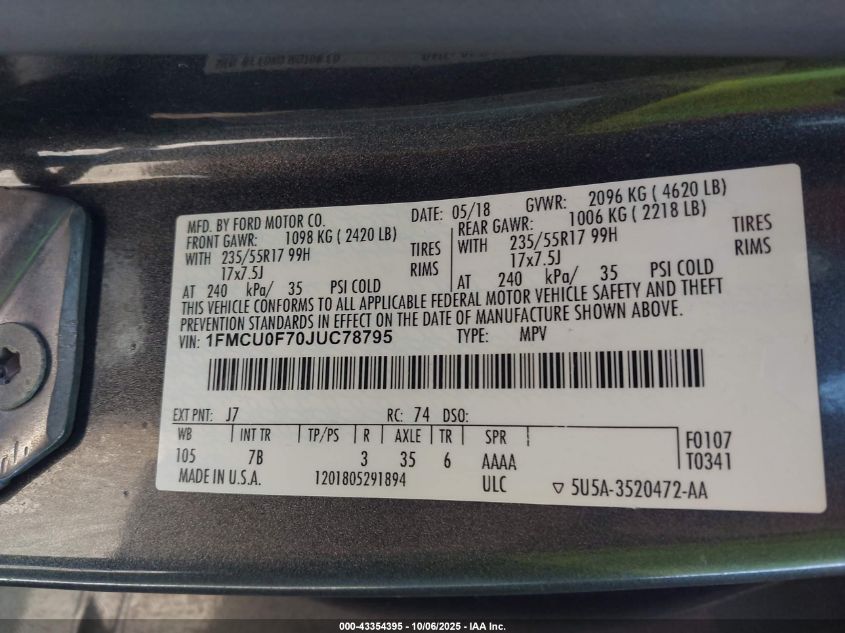 MFD. BY FORD MOTOR CO. DATE: 05/18 GVWR: 2096 KG ( 4620 LB)
FRONT GAWR: 1098 KG ( 2420 LB) REAR GAWR: 1006 KG ( 2218 LB)
WITH 235/55R17 99H TIRES WITH 235/55R17 99H TIRES
17x7.5J RIMS 17x7.5J RIMS
AT 240 kPa/ 35 PSI COLD AT 240 kPa/ 35 PSI COLD
THIS VEHICLE CONFORMS TO ALL APPLICABLE FEDERAL MOTOR VEHICLE SAFETY AND THEFT
PREVENTION STANDARDS IN EFFECT ON THE DATE OF MANUFACTURE SHOWN ABOVE.
VIN: 1FMCU0F70JUC78795 TYPE: MPV
EXT PNT: J7 RC: 74 DSO:
WB INT TR TP/PS R AXLE TR SPR F0107
105 7B 3 35 6 AAAA T0341
MADE IN U.S.A. 1201805291894 ULC ▽ 5U5A-3520472-AA
000-43354395 - 10/06/2025 - IAA Inc.